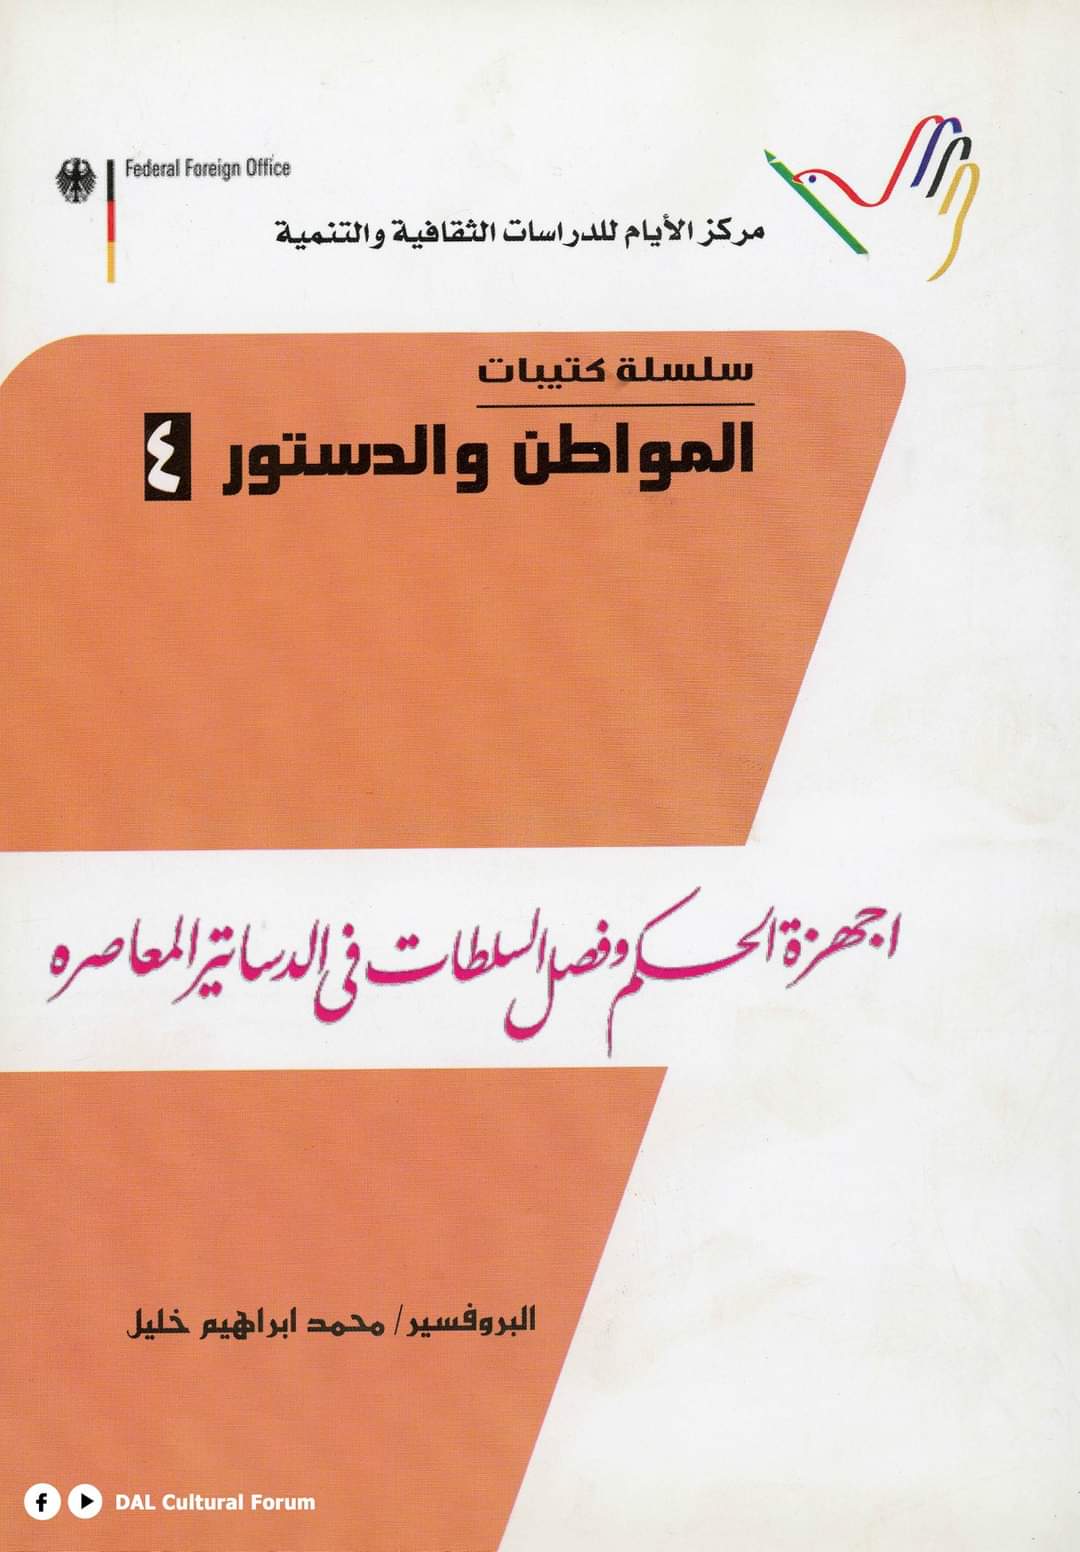 Federal Foreign Office
مركز الأيام للدراسات الثقافية والتنمية
سلسلة كتيبات
المواطن والدستور ٤
اجهزة الحكم وفصل السلطات في الدساتير المعاصره
البروفسير/ محمد ابراهيم خليل
DAL Cultural Forum